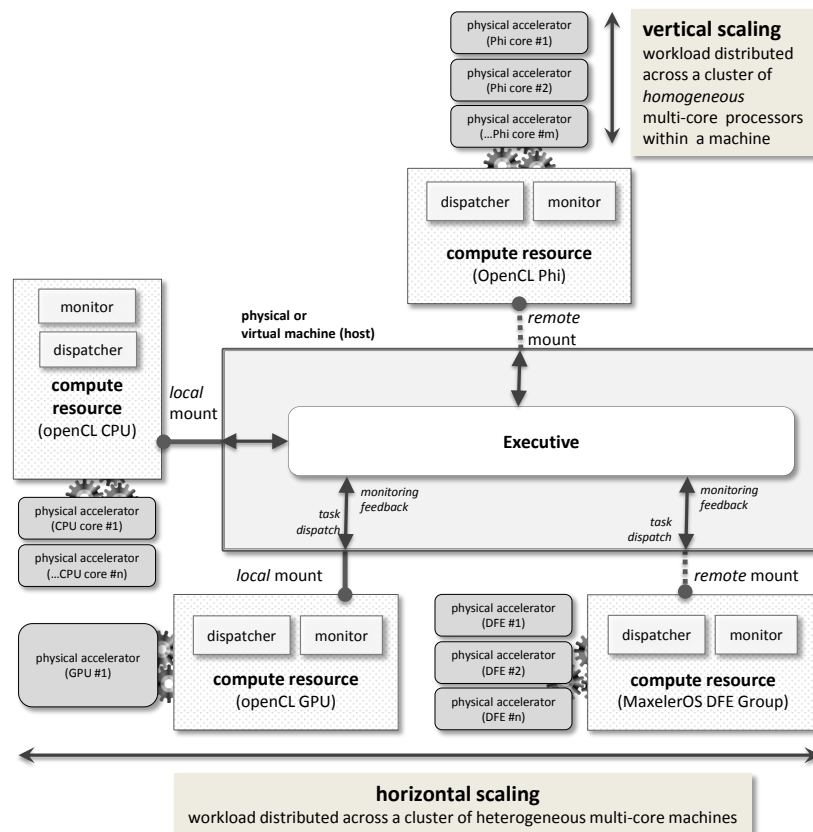 physical accelerator
(Phi core #1)
physical accelerator
(Phi core #2)
physical accelerator
(...Phi core #m)
vertical scaling
workload distributed
across a cluster of
homogeneous
multi-core processors
within a machine
dispatcher
monitor
compute resource
(OpenCL Phi)
monitor
dispatcher
compute
resource
(openCL CPU)
physical or
virtual machine (host)
remote
mount
local
mount
Executive
physical accelerator
(CPU core #1)
physical accelerator
(...CPU core #n)
monitoring
feedback
task
dispatch
monitoring
feedback
task
dispatch
local mount
remote mount
physical accelerator
(GPU #1)
dispatcher
monitor
compute resource
(openCL GPU)
physical accelerator
(DFE #1)
physical accelerator
(DFE #2)
physical accelerator
(DFE #n)
dispatcher
monitor
compute resource
(MaxelerOS DFE Group)
horizontal scaling
workload distributed across a cluster of heterogeneous multi-core machines